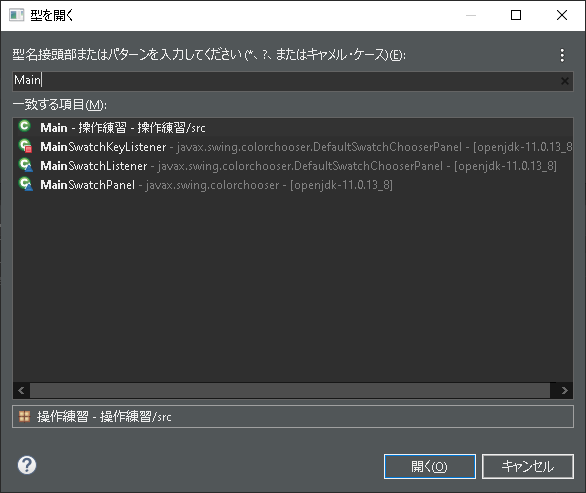 型を開く
型名接頭部またはパターンを入力してください (*、?、またはキャメル・ケース)(E):
Main
一致する項目(M):
Main - 操作練習 - 操作練習/src
MainSwatchKeyListener - javax.swing.colorchooser.DefaultSwatchChooserPanel - [openjdk-11.0.13_8
MainSwatchListener - javax.swing.colorchooser.DefaultSwatchChooserPanel - [openjdk-11.0.13_8]
MainSwatchPanel - javax.swing.colorchooser - [openjdk-11.0.13_8]
操作練習 - 操作練習/src
開く(O)
キャンセル